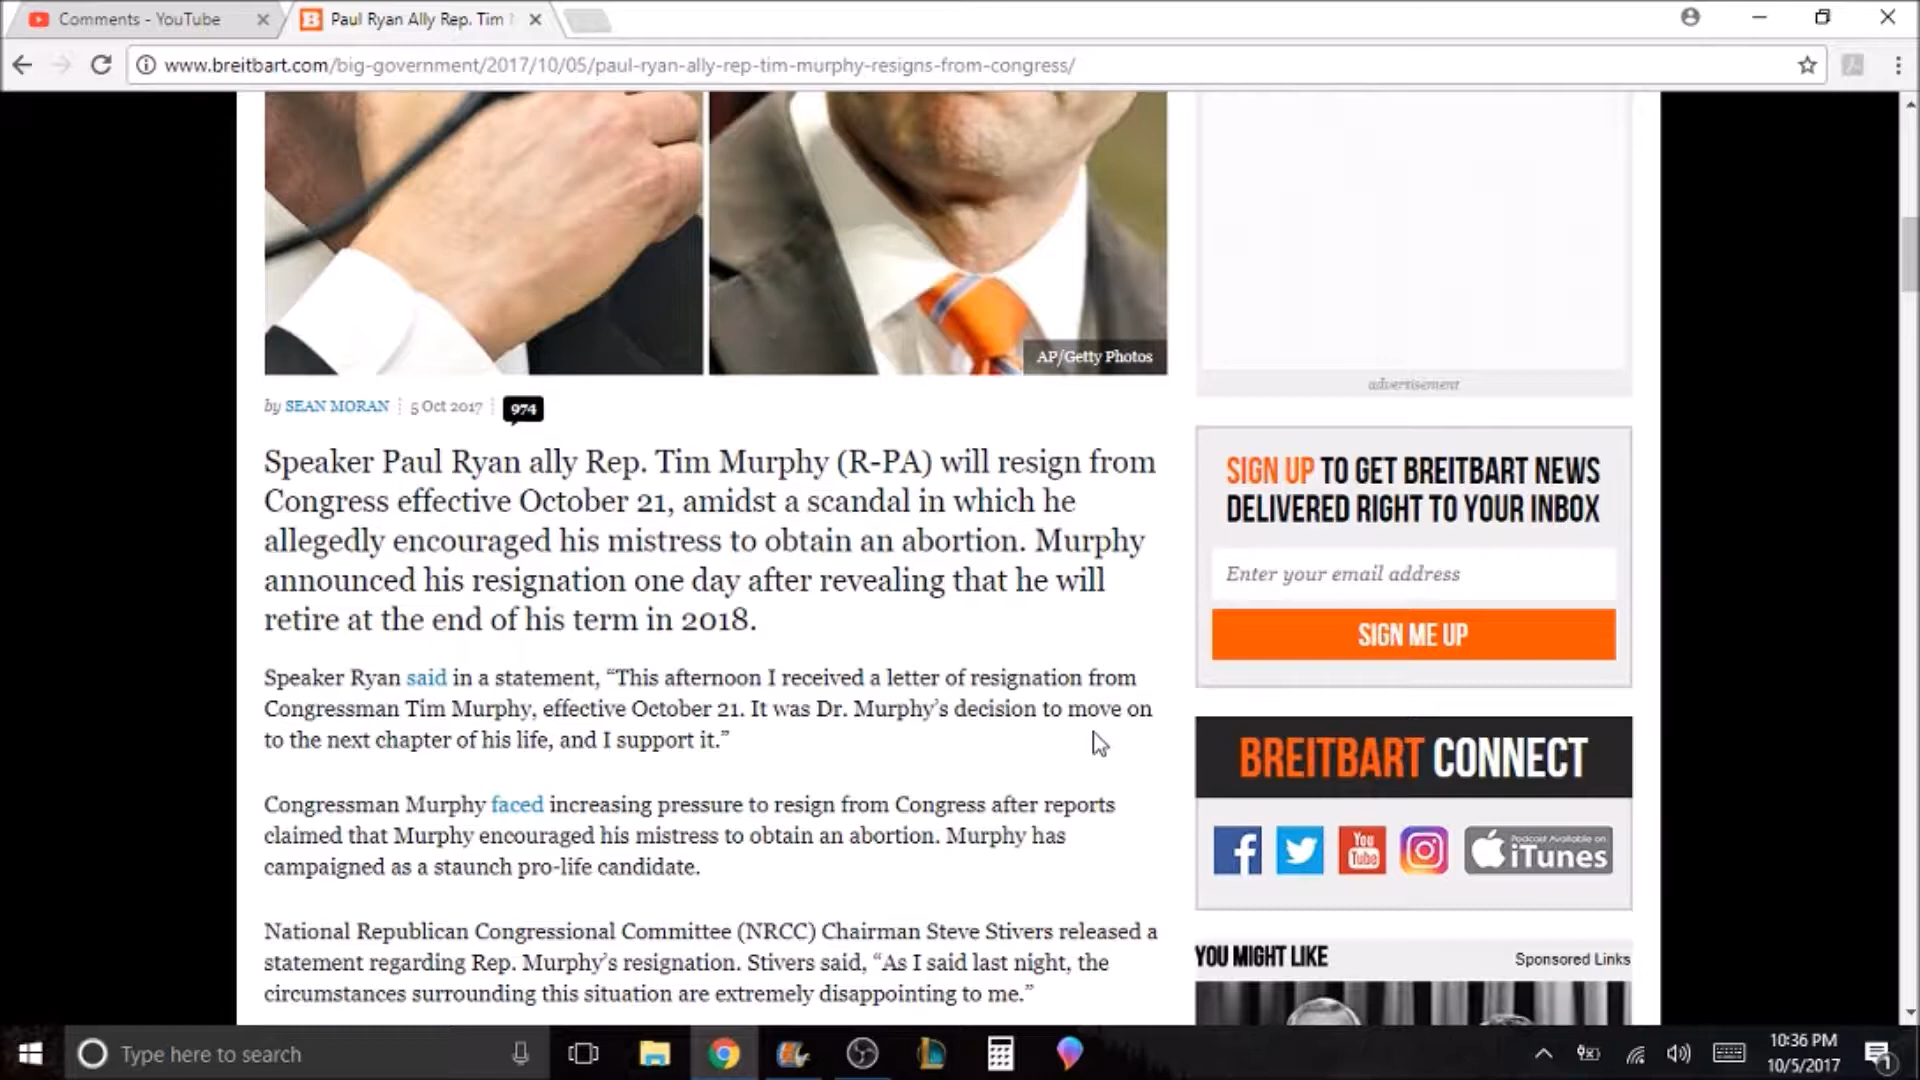 Comments - YouTube
Paul Ryan Ally Rep. Tim
www.breitbart.com/big-government/2017/10/05/paul-ryan-ally-rep-tim-murphy-resigns-from-congress/
AP/Getty Photos
advertisement
by SEAN MORAN 5 Oct 2017 974
Speaker Paul Ryan ally Rep. Tim Murphy (R-PA) will resign from
Congress effective October 21, amidst a scandal in which he
allegedly encouraged his mistress to obtain an abortion. Murphy
announced his resignation one day after revealing that he will
retire at the end of his term in 2018.
Speaker Ryan said in a statement, “This afternoon I received a letter of resignation from
Congressman Tim Murphy, effective October 21. It was Dr. Murphy’s decision to move on
to the next chapter of his life, and I support it.”
Congressman Murphy faced increasing pressure to resign from Congress after reports
claimed that Murphy encouraged his mistress to obtain an abortion. Murphy has
campaigned as a staunch pro-life candidate.
National Republican Congressional Committee (NRCC) Chairman Steve Stivers released a
statement regarding Rep. Murphy’s resignation. Stivers said, “As I said last night, the
circumstances surrounding this situation are extremely disappointing to me.”
SIGN UP TO GET BREITBART NEWS
DELIVERED RIGHT TO YOUR INBOX
Enter your email address
SIGN ME UP
BREITBART CONNECT
You
Tube
Podcast Available on
iTunes
YOU MIGHT LIKE
Sponsored Links
Type here to search
10:36 PM
10/5/2017
1